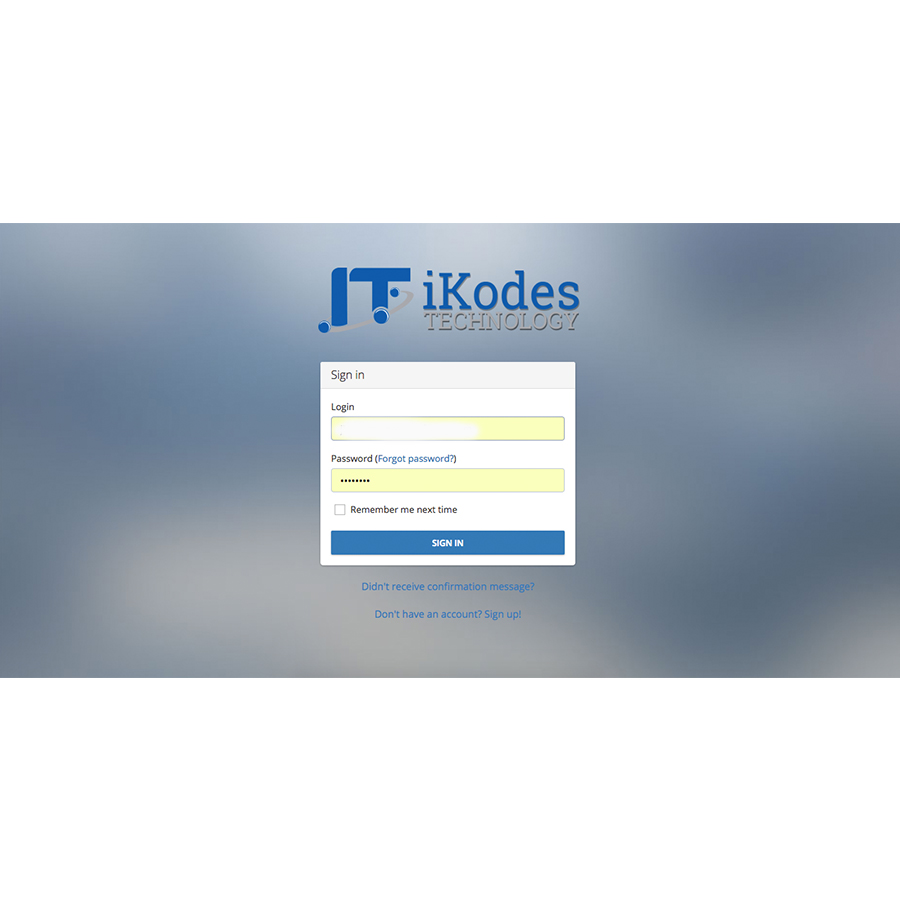 IT iKodes
TECHNOLOGY
Sign in
Login
Password (Forgot password?)
••••••••
Remember me next time
SIGN IN
Didn't receive confirmation message?
Don't have an account? Sign up!